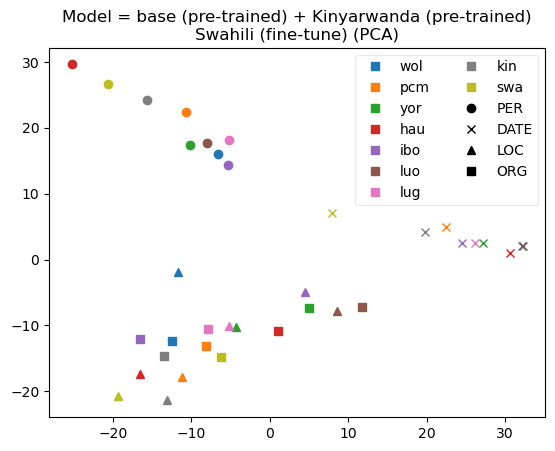 Model = base (pre-trained) + Kinyarwanda (pre-trained)
Swahili (fine-tune) (PCA)
30
20
10
0
−10
−20
−20
−10
0
10
20
30
wol
pcm
yor
hau
ibo
luo
lug
kin
swa
PER
DATE
LOC
ORG